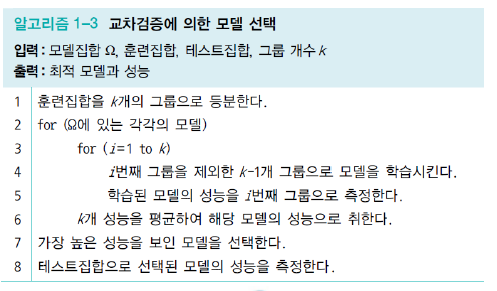 알고리즘 1-3 교차검증에 의한 모델 선택
입력: 모델집합 Ω, 훈련집합, 테스트집합, 그룹 개수 k
출력: 최적 모델과 성능
1 훈련집합을 k개의 그룹으로 등분한다.
2 for (Ω에 있는 각각의 모델)
3 for (i=1 to k)
4 i번째 그룹을 제외한 k-1개 그룹으로 모델을 학습시킨다.
5 학습된 모델의 성능을 i번째 그룹으로 측정한다.
6 k개 성능을 평균하여 해당 모델의 성능으로 취한다.
7 가장 높은 성능을 보인 모델을 선택한다.
8 테스트집합으로 선택된 모델의 성능을 측정한다.